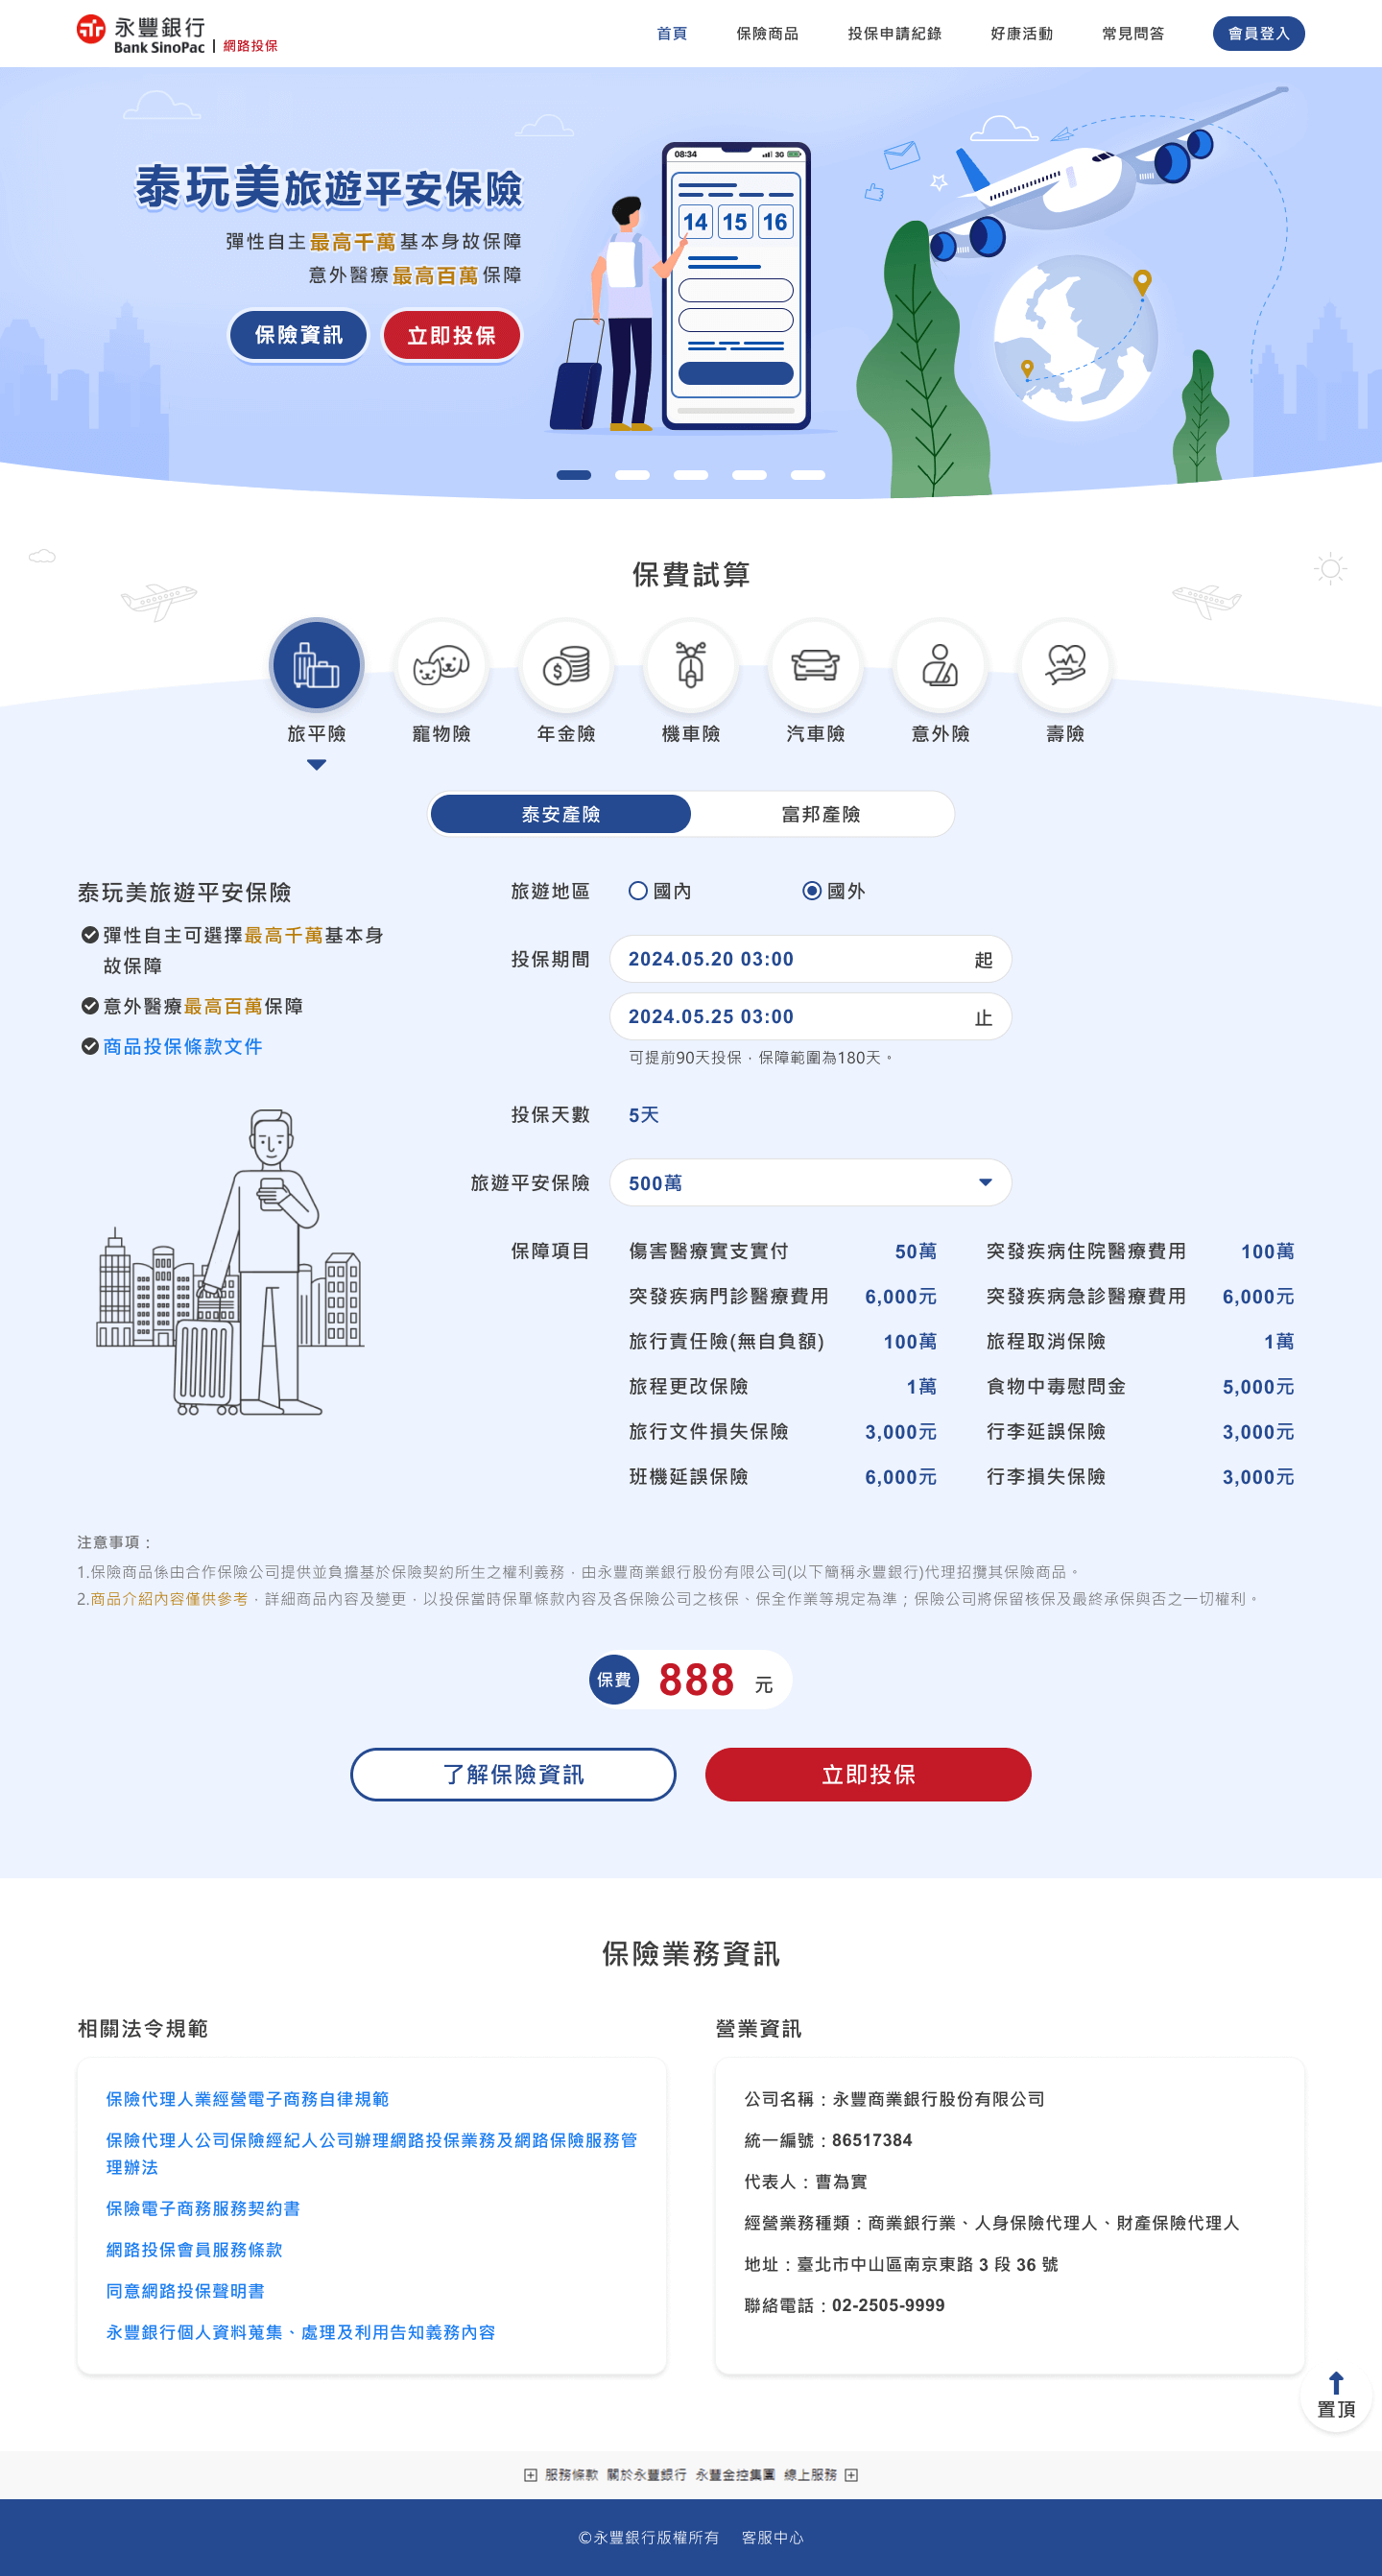 永豐銀行
Bank SinoPac | 網路投保
首頁
保險商品
投保申請紀錄
好康活動
常見問答
會員登入
泰玩美旅遊平安保險
彈性自主最高千萬基本身故保障
意外醫療最高百萬保障
保險資訊
立即投保
08:34
3G
14
15
16
保費試算
旅平險
寵物險
年金險
機車險
汽車險
意外險
壽險
泰安產險
富邦產險
泰玩美旅遊平安保險
彈性自主可選擇最高千萬基本身
故保障
意外醫療最高百萬保障
商品投保條款文件
旅遊地區
國內
國外
投保期間
2024.05.20 03:00
起
2024.05.25 03:00
止
可提前90天投保，保障範圍為180天。
投保天數
5天
旅遊平安保險
500萬
保障項目
傷害醫療實支實付 50萬
突發疾病住院醫療費用 100萬
突發疾病門診醫療費用 6,000元
突發疾病急診醫療費用 6,000元
旅行責任險(無自負額) 100萬
旅程取消保險 1萬
旅程更改保險 1萬
食物中毒慰問金 5,000元
旅行文件損失保險 3,000元
行李延誤保險 3,000元
班機延誤保險 6,000元
行李損失保險 3,000元
注意事項：
1.保險商品係由合作保險公司提供並負擔基於保險契約所生之權利義務，由永豐商業銀行股份有限公司(以下簡稱永豐銀行)代理招攬其保險商品。
2.商品介紹內容僅供參考，詳細商品內容及變更，以投保當時保單條款內容及各保險公司之核保、保全作業等規定為準；保險公司將保留核保及最終承保與否之一切權利。
保費
888
元
了解保險資訊
立即投保
保險業務資訊
相關法令規範
保險代理人業經營電子商務自律規範
保險代理人公司保險經紀人公司辦理網路投保業務及網路保險服務管
理辦法
保險電子商務服務契約書
網路投保會員服務條款
同意網路投保聲明書
永豐銀行個人資料蒐集、處理及利用告知義務內容
營業資訊
公司名稱：永豐商業銀行股份有限公司
統一編號：86517384
代表人：曹為實
經營業務種類：商業銀行業、人身保險代理人、財產保險代理人
地址：臺北市中山區南京東路 3 段 36 號
聯絡電話：02-2505-9999
置頂
服務條款 關於永豐銀行 永豐金控集團 線上服務
©永豐銀行版權所有 客服中心